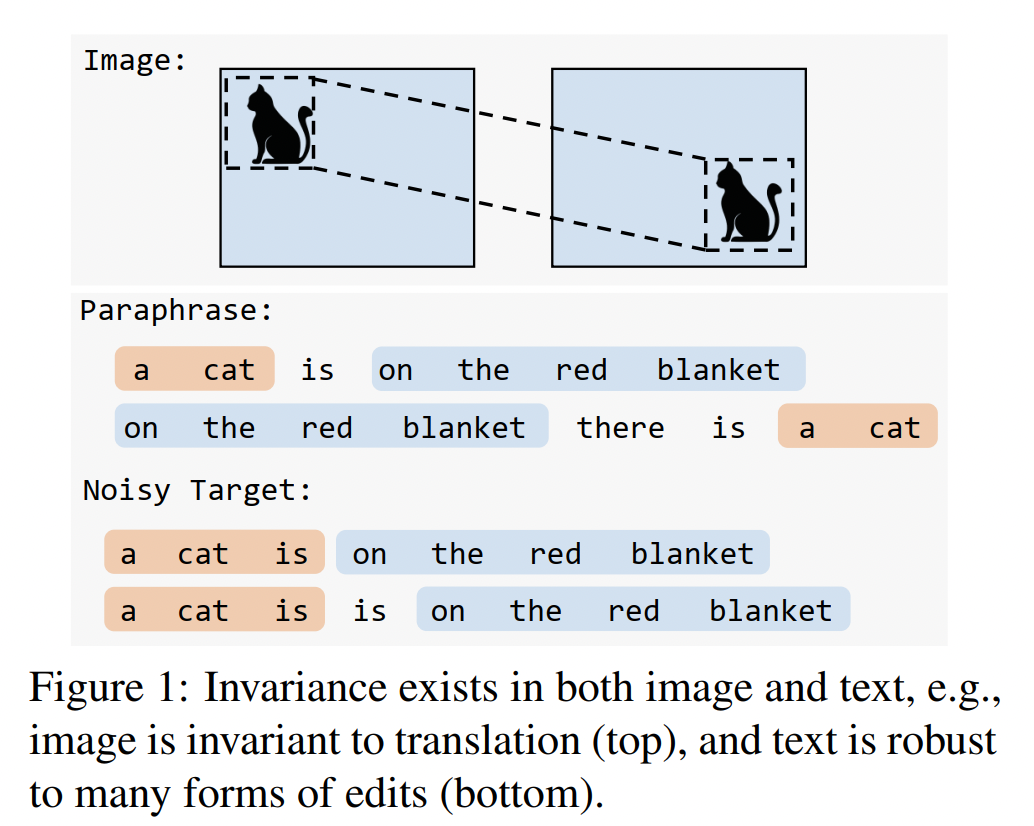 Image:
Paraphrase:
a cat is on the red blanket
on the red blanket there is a cat
Noisy Target:
a cat is on the red blanket
a cat is is on the red blanket
Figure 1: Invariance exists in both image and text, e.g.,
image is invariant to translation (top), and text is robust
to many forms of edits (bottom).